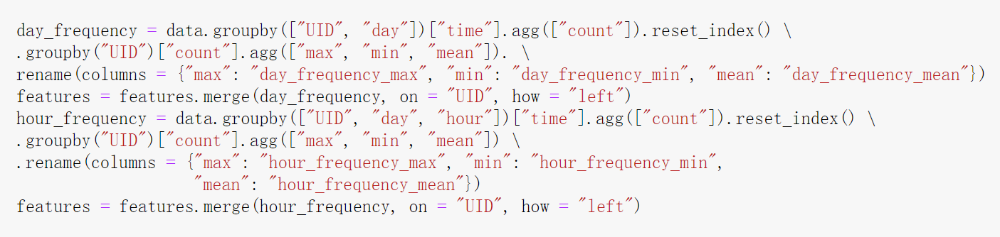 day_frequency = data.groupby(["UID", "day"])["time"].agg(["count"]).reset_index() \
.groupby("UID")["count"].agg(["max", "min", "mean"]). \
rename(columns = {"max": "day_frequency_max", "min": "day_frequency_min", "mean": "day_frequency_mean"})
features = features.merge(day_frequency, on = "UID", how = "left")
hour_frequency = data.groupby(["UID", "day", "hour"])["time"].agg(["count"]).reset_index() \
.groupby("UID")["count"].agg(["max", "min", "mean"]) \
.rename(columns = {"max": "hour_frequency_max", "min": "hour_frequency_min",
                   "mean": "hour_frequency_mean"})
features = features.merge(hour_frequency, on = "UID", how = "left")